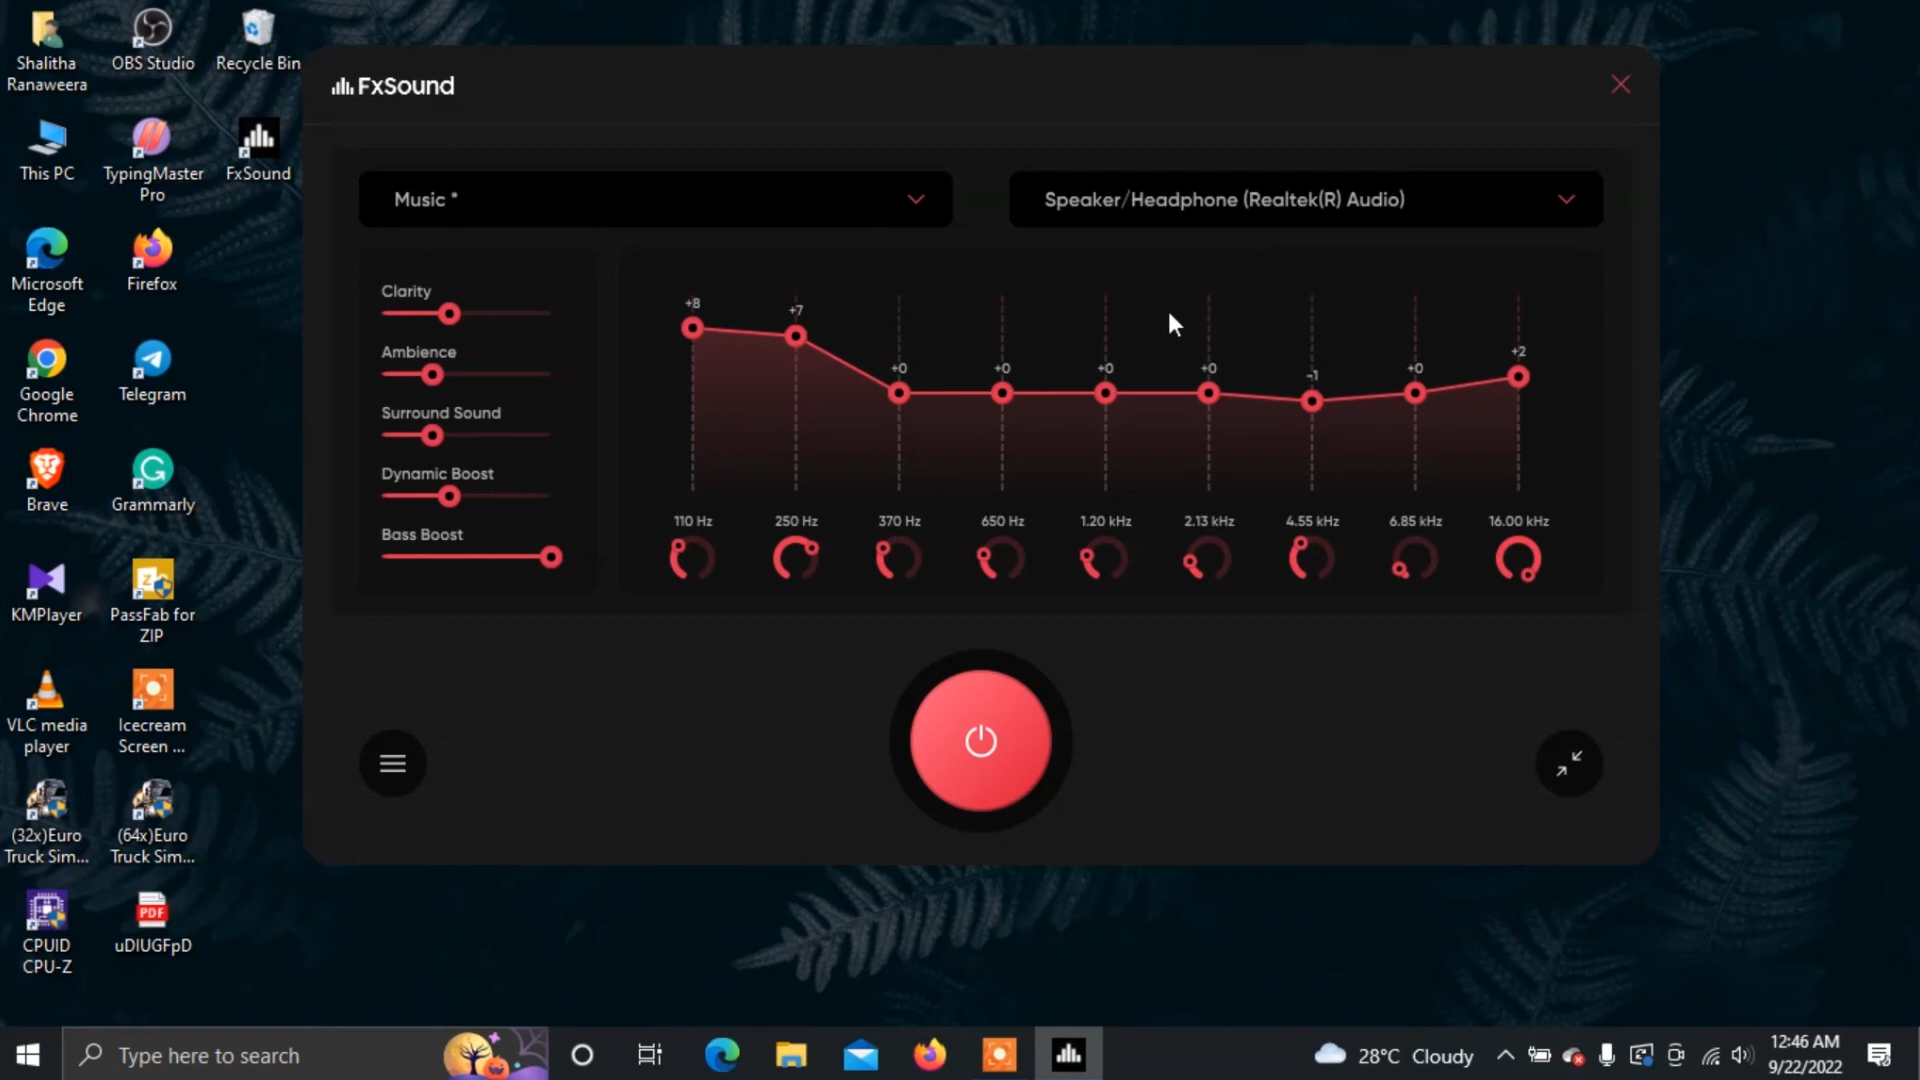 Shalitha
Ranaweera
OBS Studio
Recycle Bin
This PC
TypingMaster
Pro
FxSound
Microsoft
Edge
Firefox
Google
Chrome
Telegram
Brave
Grammarly
KMPlayer
PassFab for
ZIP
VLC media
player
Icecream
Screen ...
(32x)Euro
Truck Sim...
(64x)Euro
Truck Sim...
CPUID
CPU-Z
PDF
uDIUGFpD
FxSound
Music *
Speaker/Headphone (Realtek(R) Audio)
Clarity
Ambience
Surround Sound
Dynamic Boost
Bass Boost
+8 +7 +0 +0 +0 +0 -1 +0 +2
110 Hz 250 Hz 370 Hz 650 Hz 1.20 kHz 2.13 kHz 4.55 kHz 6.85 kHz 16.00 kHz
Type here to search
28°C Cloudy
12:46 AM
9/22/2022